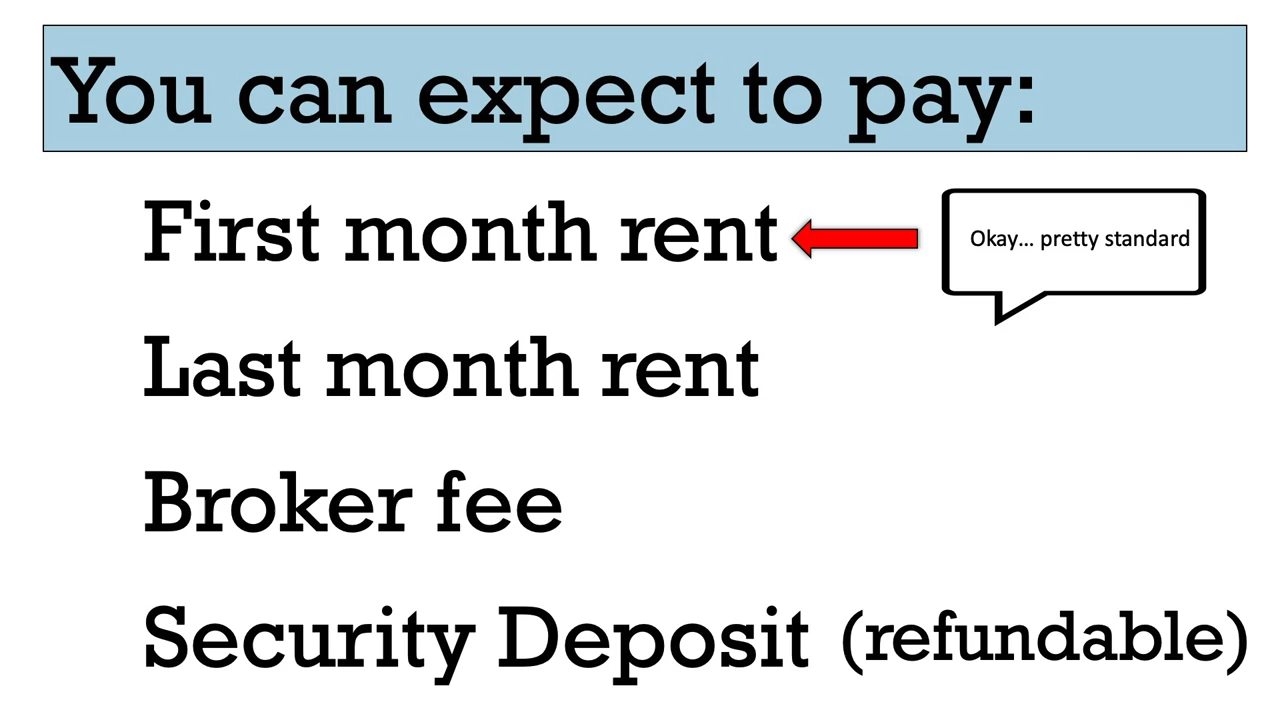 You can expect to pay:
First month rent
Okay... pretty standard
Last month rent
Broker fee
Security Deposit (refundable)